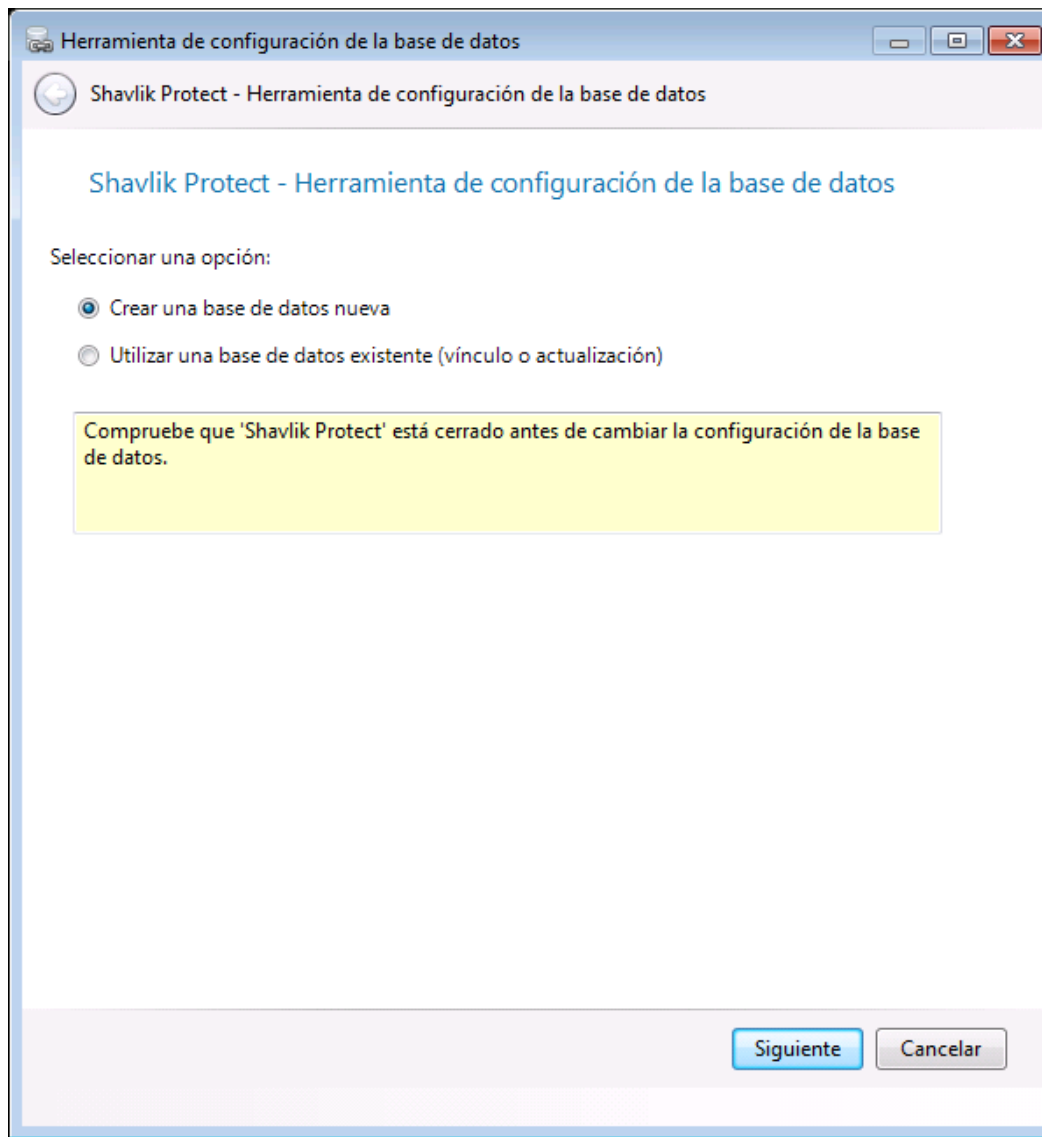 Herramienta de configuración de la base de datos
Shavlik Protect - Herramienta de configuración de la base de datos
Shavlik Protect - Herramienta de configuración de la base de datos
Seleccionar una opción:
Crear una base de datos nueva
Utilizar una base de datos existente (vínculo o actualización)
Compruebe que 'Shavlik Protect' está cerrado antes de cambiar la configuración de la base
de datos.
Siguiente
Cancelar